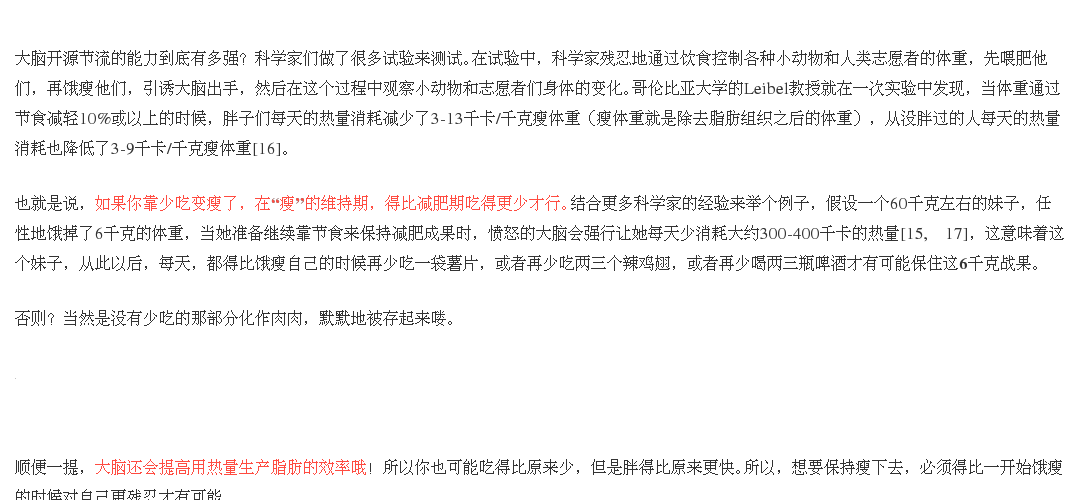 大脑开源节流的能力到底有多强？科学家们做了很多试验来测试。在试验中，科学家残忍地通过饮食控制各种小动物和人类志愿者的体重，先喂肥他
们，再饿瘦他们，引诱大脑出手，然后在这个过程中观察小动物和志愿者们身体的变化。哥伦比亚大学的Leibel教授就在一次实验中发现，当体重通过
节食减轻10%或以上的时候，胖子们每天的热量消耗减少了3-13千卡/千克瘦体重（瘦体重就是除去脂肪组织之后的体重），从没胖过的人每天的热量
消耗也降低了3-9千卡/千克瘦体重[16]。
也就是说，如果你靠少吃变瘦了，在“瘦”的维持期，得比减肥期吃得更少才行。结合更多科学家的经验来举个例子，假设一个60千克左右的妹子，任
性地饿掉了6千克的体重，当她准备继续靠节食来保持减肥成果时，愤怒的大脑会强行让她每天少消耗大约300-400千卡的热量[15, 17]，这意味着这
个妹子，从此以后，每天，都得比饿瘦自己的时候再少吃一袋薯片，或者再少吃两三个辣鸡翅，或者再少喝两三瓶啤酒才有可能保住这6千克战果。
否则？当然是没有少吃的那部分化作肉肉，默默地被存起来喽。
顺便一提，大脑还会提高用热量生产脂肪的效率哦！所以你也可能吃得比原来少，但是胖得比原来更快。所以，想要保持瘦下去，必须得比一开始饿瘦
的时候对自己更残忍才有可能